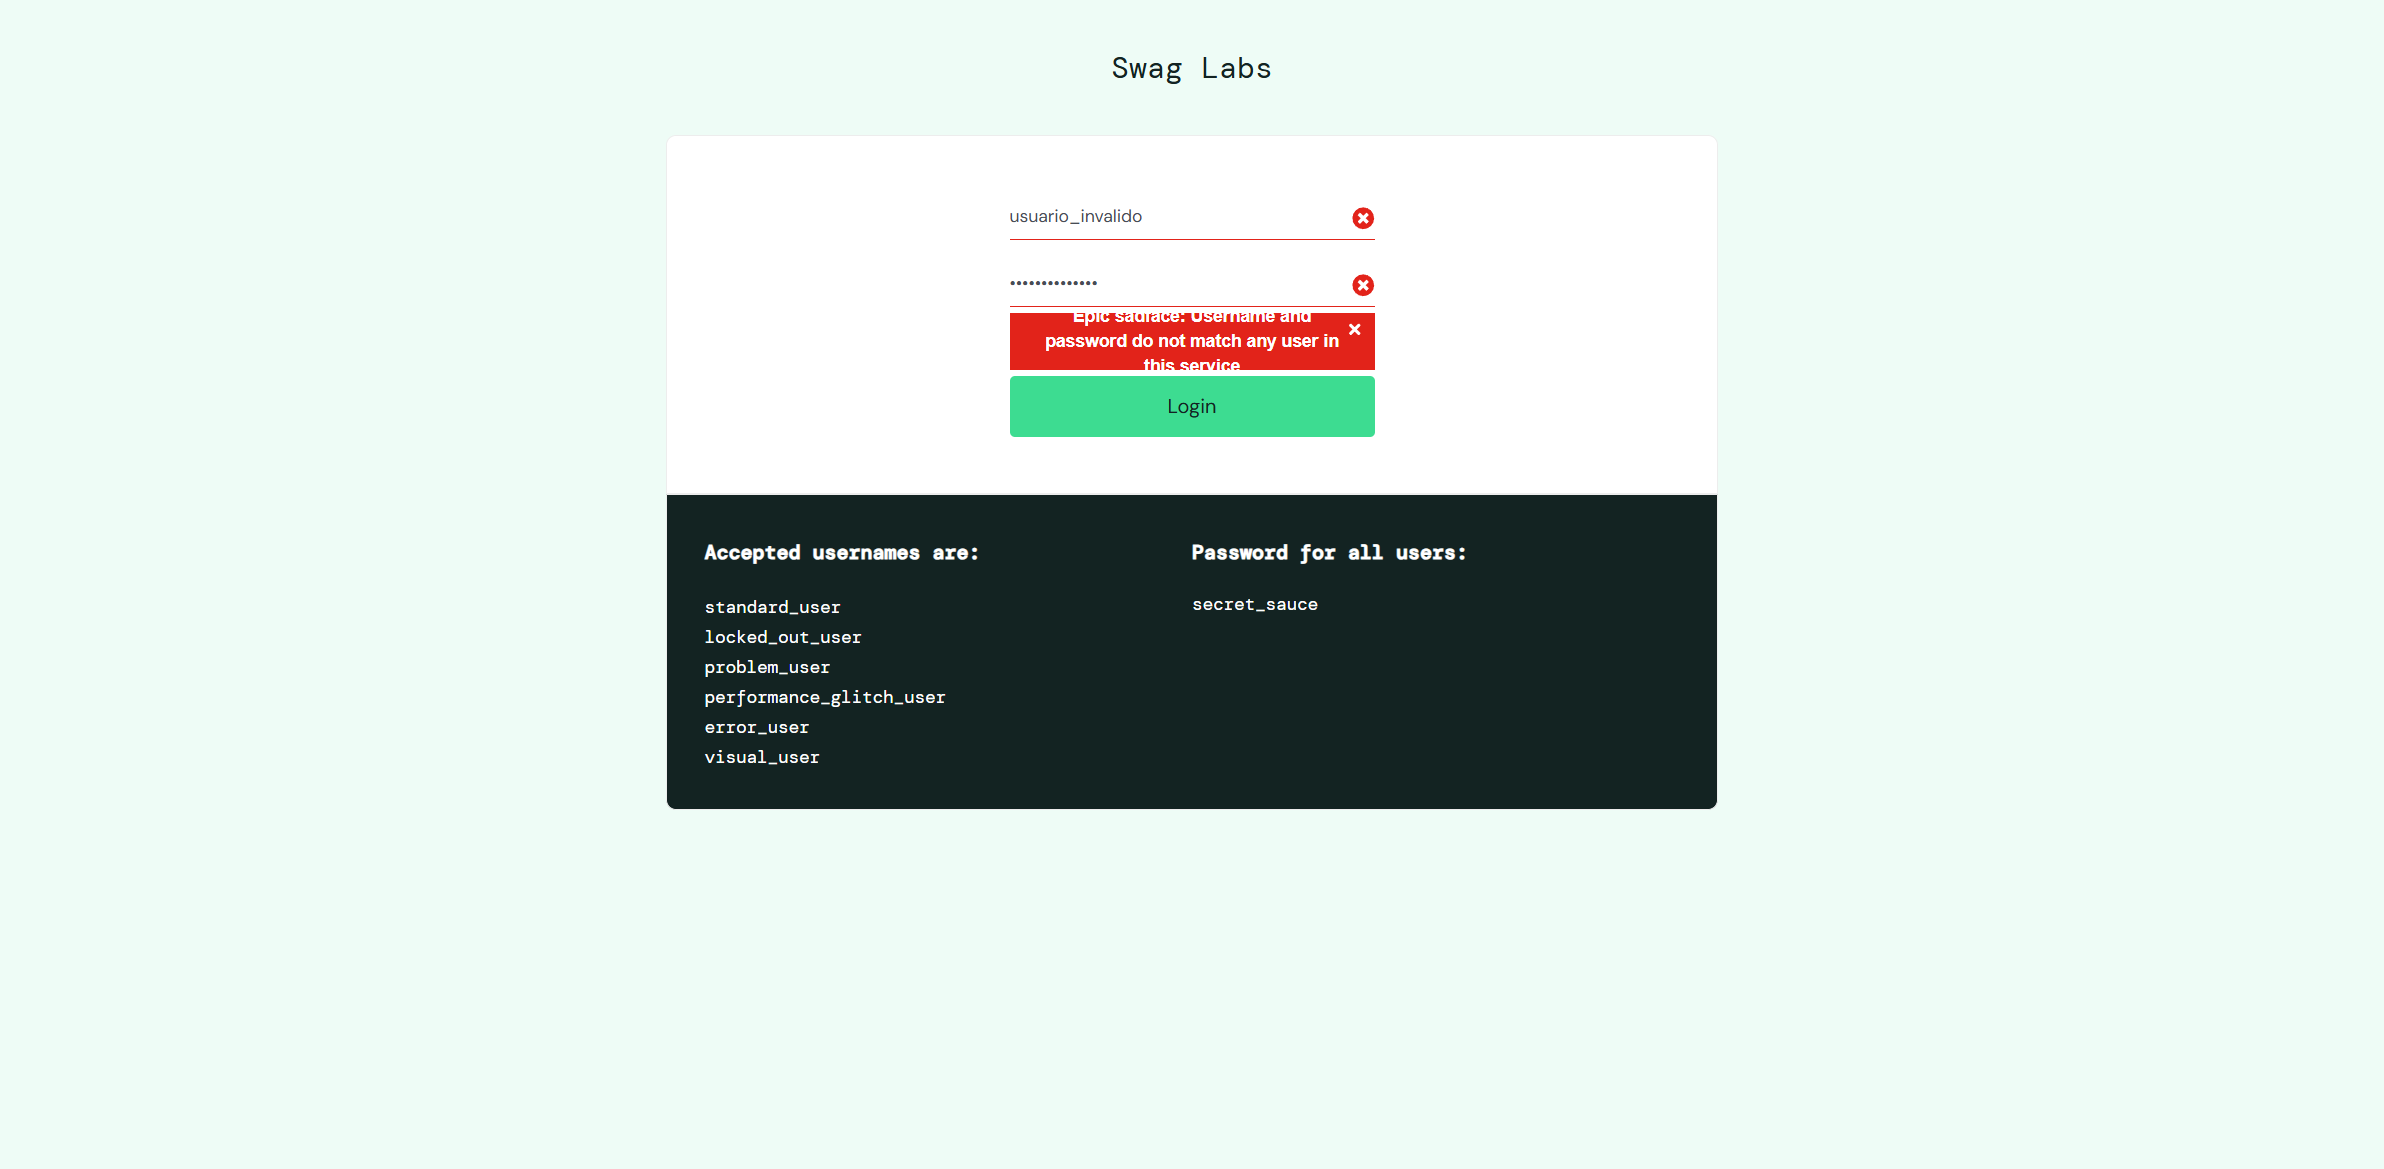 Swag Labs
usuario_invalido
••••••••••••••
Epic sadface: Username and
password do not match any user in
this service
Login
Accepted usernames are:
standard_user
locked_out_user
problem_user
performance_glitch_user
error_user
visual_user
Password for all users:
secret_sauce